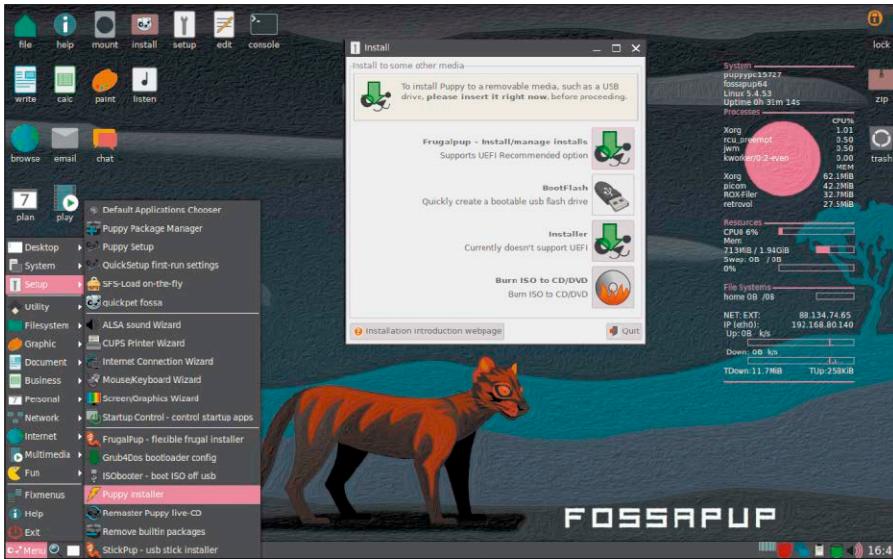 file
help
mount
install
setup
edit
console
write
calc
paint
listen
browse
email
chat
plan
play
7
lock
zip
trash
Install
Install to some other media
To install Puppy to a removable media, such as a USB
drive, please insert it right now, before proceeding.
Frugalpup - Install/manage installs
Supports UEFI Recommended option
BootFlash
Quickly create a bootable usb flash drive
Installer
Currently doesn't support UEFI
Burn ISO to CD/DVD
Burn ISO to CD/DVD
Installation introduction webpage
Quit
System
puppypc15727
fossapup64
Linux 5.4.53
Uptime 0h 31m 14s
Processes
CPU%
Xorg 1.01
rcu_preempt 0.50
jwm 0.50
kworker/0:2-even 0.00
MEM
Xorg 62.1MiB
picom 42.2MiB
ROX-Filer 32.7MiB
retrovol 27.5MiB
Resources
CPU0 6%
Mem
713MiB / 1.94GiB
Swap: 0B / 0B
0%
File Systems
home 0B /0B
NET: EXT: 88.134.74.65
IP (eth0): 192.168.80.140
Up:0B k/s
Down: 0B k/s
TDown:11.7MiB TUp:258KiB
Desktop
System
Setup
Utility
Filesystem
Graphic
Document
Business
Personal
Network
Internet
Multimedia
Fun
Fixmenus
Help
Exit
Menu
Default Applications Chooser
Puppy Package Manager
Puppy Setup
QuickSetup first-run settings
SFS-Load on-the-fly
quickpet fossa
ALSA sound Wizard
CUPS Printer Wizard
Internet Connection Wizard
Mouse/Keyboard Wizard
Screen/Graphics Wizard
Startup Control - control startup apps
FrugalPup - flexible frugal installer
Grub4Dos bootloader config
ISObooter - boot ISO off usb
Puppy installer
Remaster Puppy live-CD
Remove builtin packages
StickPup - usb stick installer
FOSSAPUP